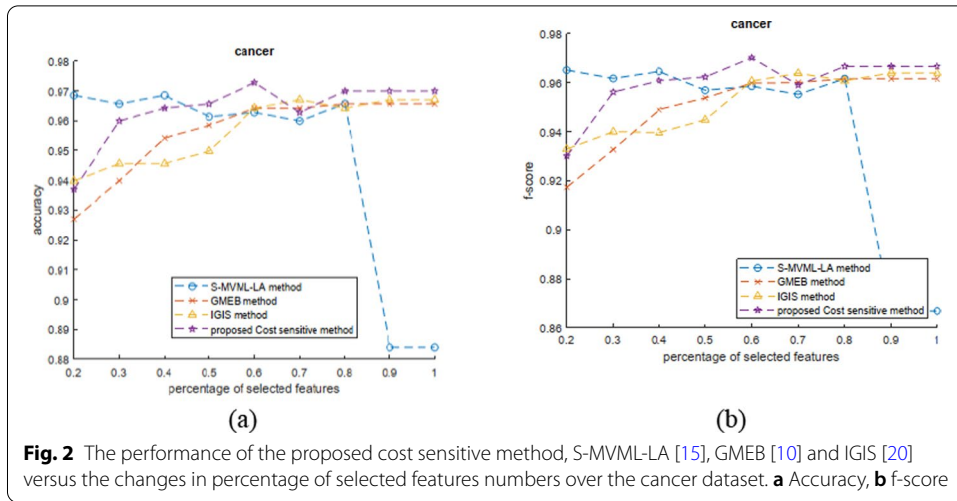 cancer
0.98
0.97
0.96
0.95
0.94
0.93
0.92
0.91
0.9
0.89
0.88
accuracy
S-MVML-LA method
GMEB method
IGIS method
proposed Cost sensitive method
0.2 0.3 0.4 0.5 0.6 0.7 0.8 0.9 1
percentage of selected features
(a)
cancer
0.98
0.96
0.94
0.92
0.9
0.88
0.86
f-score
S-MVML-LA method
GMEB method
IGIS method
proposed Cost sensitive method
0.2 0.3 0.4 0.5 0.6 0.7 0.8 0.9 1
percentage of selected features
(b)
Fig. 2 The performance of the proposed cost sensitive method, S-MVML-LA [15], GMEB [10] and IGIS [20]
versus the changes in percentage of selected features numbers over the cancer dataset. a Accuracy, b f-score